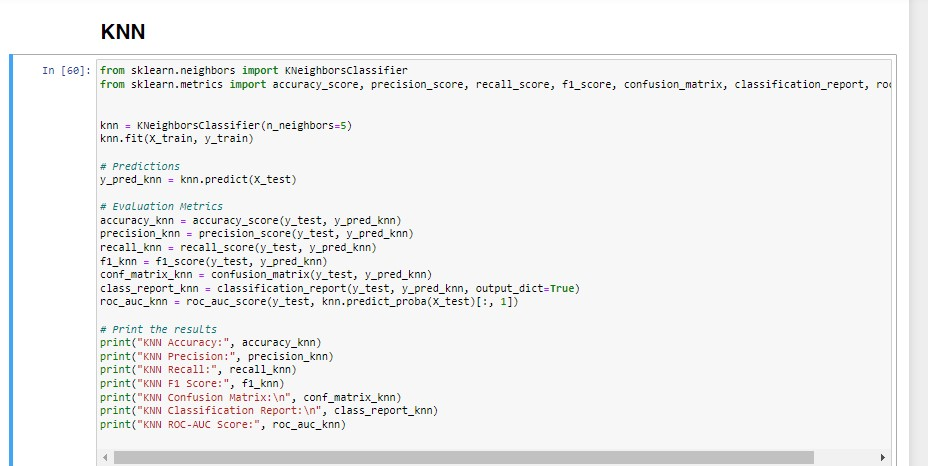 KNN
In [60]: from sklearn.neighbors import KNeighborsClassifier
from sklearn.metrics import accuracy_score, precision_score, recall_score, f1_score, confusion_matrix, classification_report,
knn = KNeighborsClassifier(n_neighbors=5)
knn.fit(X_train, y_train)
# Predictions
y_pred_knn = knn.predict(X_test)
# Evaluation Metrics
accuracy_knn = accuracy_score(y_test, y_pred_knn)
precision_knn = precision_score(y_test, y_pred_knn)
recall_knn = recall_score(y_test, y_pred_knn)
f1_knn = f1_score(y_test, y_pred_knn)
conf_matrix_knn = confusion_matrix(y_test, y_pred_knn)
class_report_knn = classification_report(y_test, y_pred_knn, output_dict=True)
roc_auc_knn = roc_auc_score(y_test, knn.predict_proba(X_test)[:, 1])
# Print the results
print("KNN Accuracy:", accuracy_knn)
print("KNN Precision:", precision_knn)
print("KNN Recall:", recall_knn)
print("KNN F1 Score:", f1_knn)
print("KNN Confusion Matrix:\n", conf_matrix_knn)
print("KNN Classification Report:\n", class_report_knn)
print("KNN ROC-AUC Score:", roc_auc_knn)